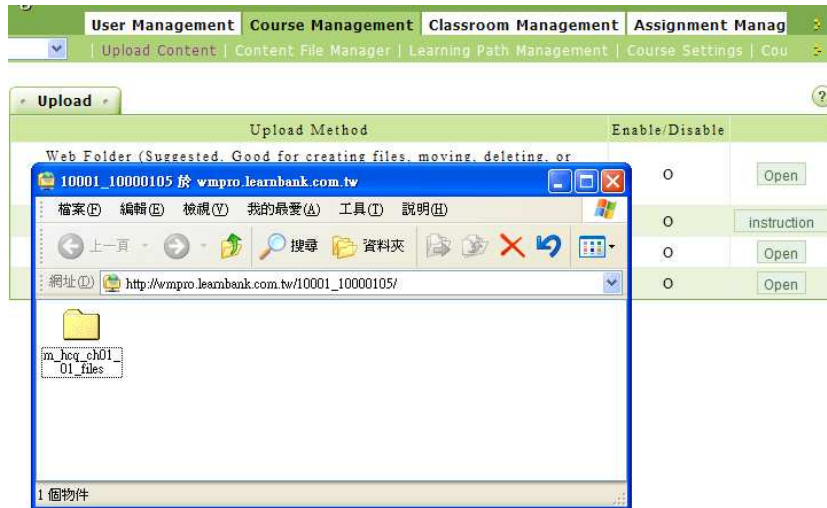 User Management Course Management Classroom Management Assignment Manag
| Upload Content | Content File Manager | Learning Path Management | Course Settings | Cou
Upload
?
Upload Method Enable/Disable
Web Folder (Suggested. Good for creating files, moving, deleting, or
O Open
10001_10000105 於 wmpro.learnbank.com.tw
檔案(F) 編輯(E) 檢視(V) 我的最愛(A) 工具(T) 說明(H)
O instruction
上一頁 搜尋 資料夾
O Open
網址(D) http://wmpro.learnbank.com.tw/10001_10000105/
O Open
m_hcq_ch01_
01_files
1 個物件